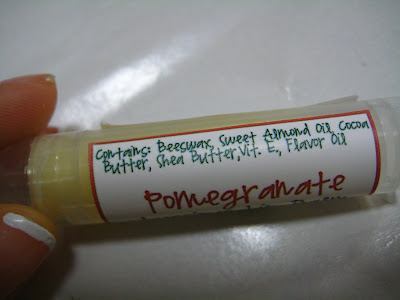 Contains: Beeswax, Sweet Almond Oil, Cocoa
Butter, Shea Butter, Vit. E., Flavor Oil
Pomegranate